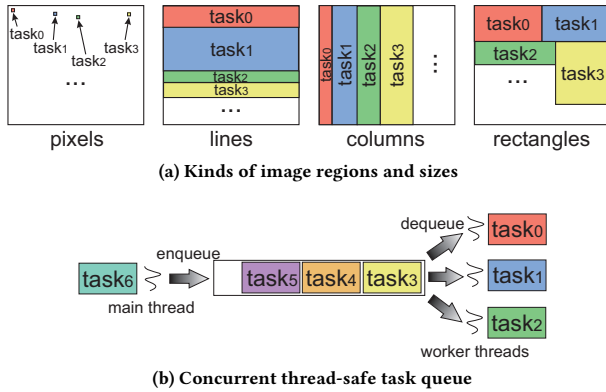 task0
task1
task2
task3
...
pixels
task0
task1
task2
task3
...
lines
task0
task1
task2
task3
...
columns
task0
task1
task2
task3
...
rectangles
(a) Kinds of image regions and sizes
task6
main thread
enqueue
task5
task4
task3
dequeue
task0
task1
task2
worker threads
(b) Concurrent thread-safe task queue